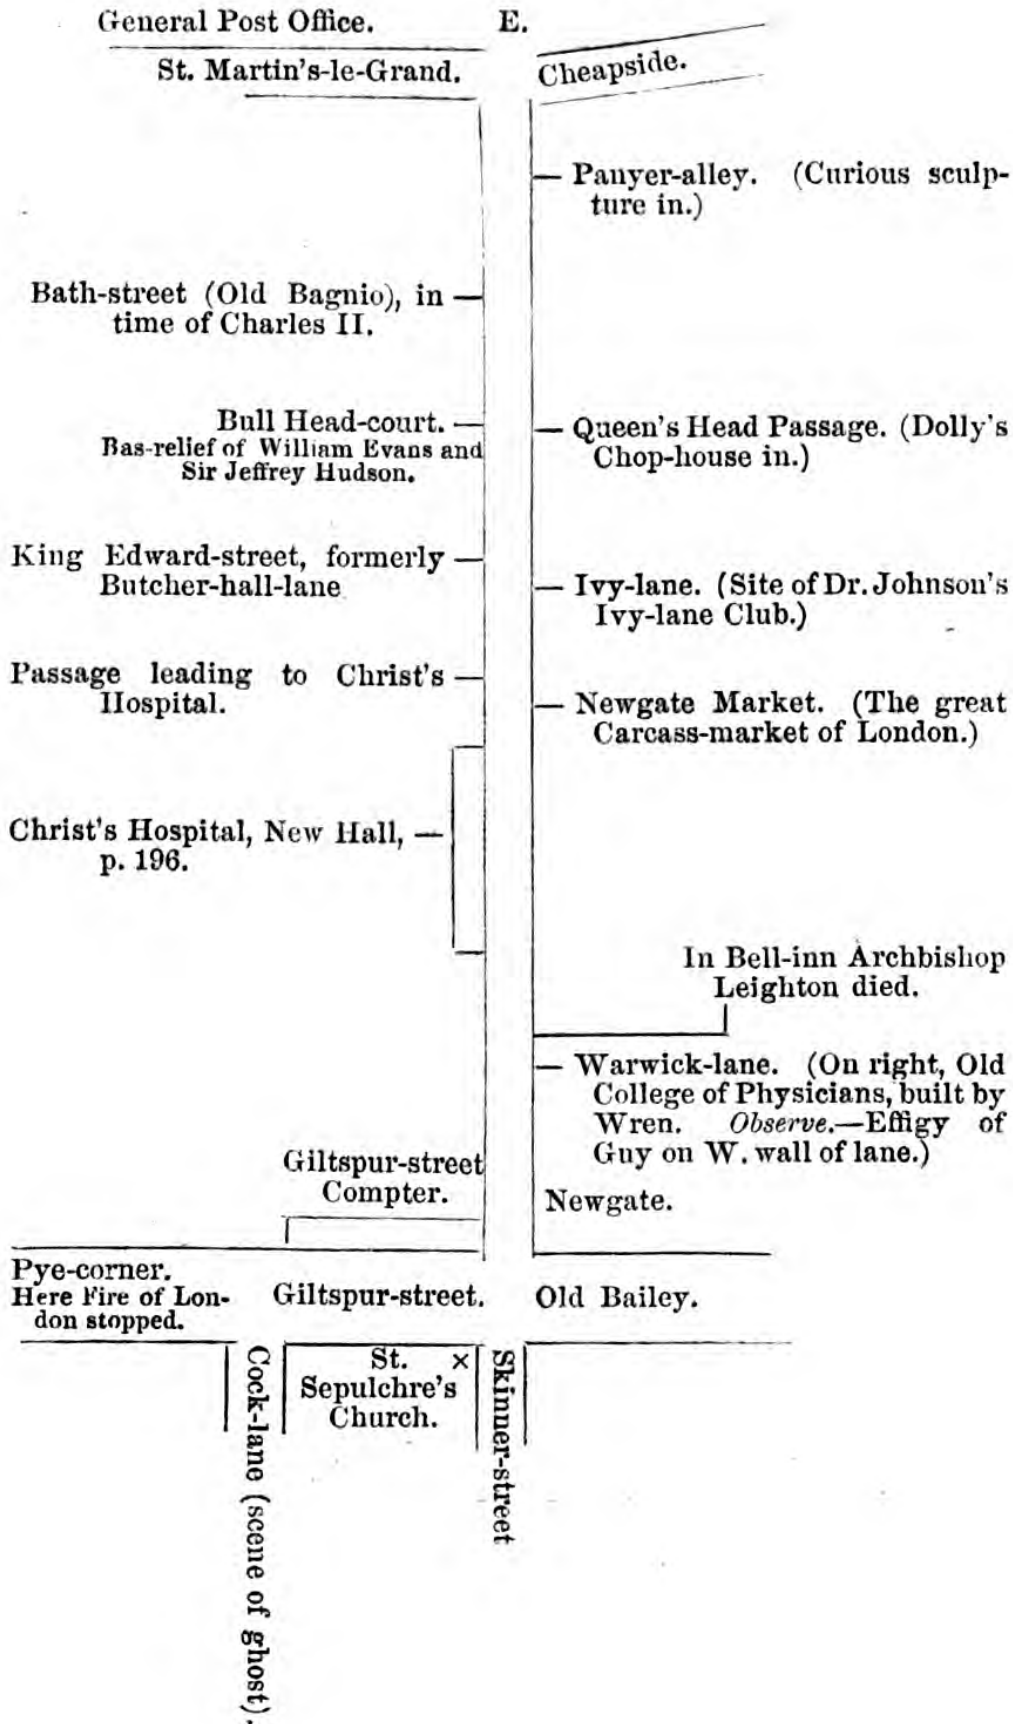 General Post Office.
E.
St. Martin's-le-Grand.
Cheapside.
Panyer-alley. (Curious sculp-
ture in.)
Bath-street (Old Bagnio), in
time of Charles II.
Bull Head-court.
Bas-relief of William Evans and
Sir Jeffrey Hudson.
Queen's Head Passage. (Dolly's
Chop-house in.)
King Edward-street, formerly
Butcher-hall-lane
Ivy-lane. (Site of Dr. Johnson's
Ivy-lane Club.)
Passage leading to Christ's
Hospital.
Newgate Market. (The great
Carcass-market of London.)
Christ's Hospital, New Hall,
p. 196.
In Bell-inn Archbishop
Leighton died.
Warwick-lane. (On right, Old
College of Physicians, built by
Wren. Observe.—Effigy of
Guy on W. wall of lane.)
Giltspur-street
Compter.
Newgate.
Pye-corner.
Here Fire of Lon-
don stopped.
Giltspur-street.
Old Bailey.
Cock-lane (scene of ghost).
St. ×
Sepulchre's
Church.
Skinner-street